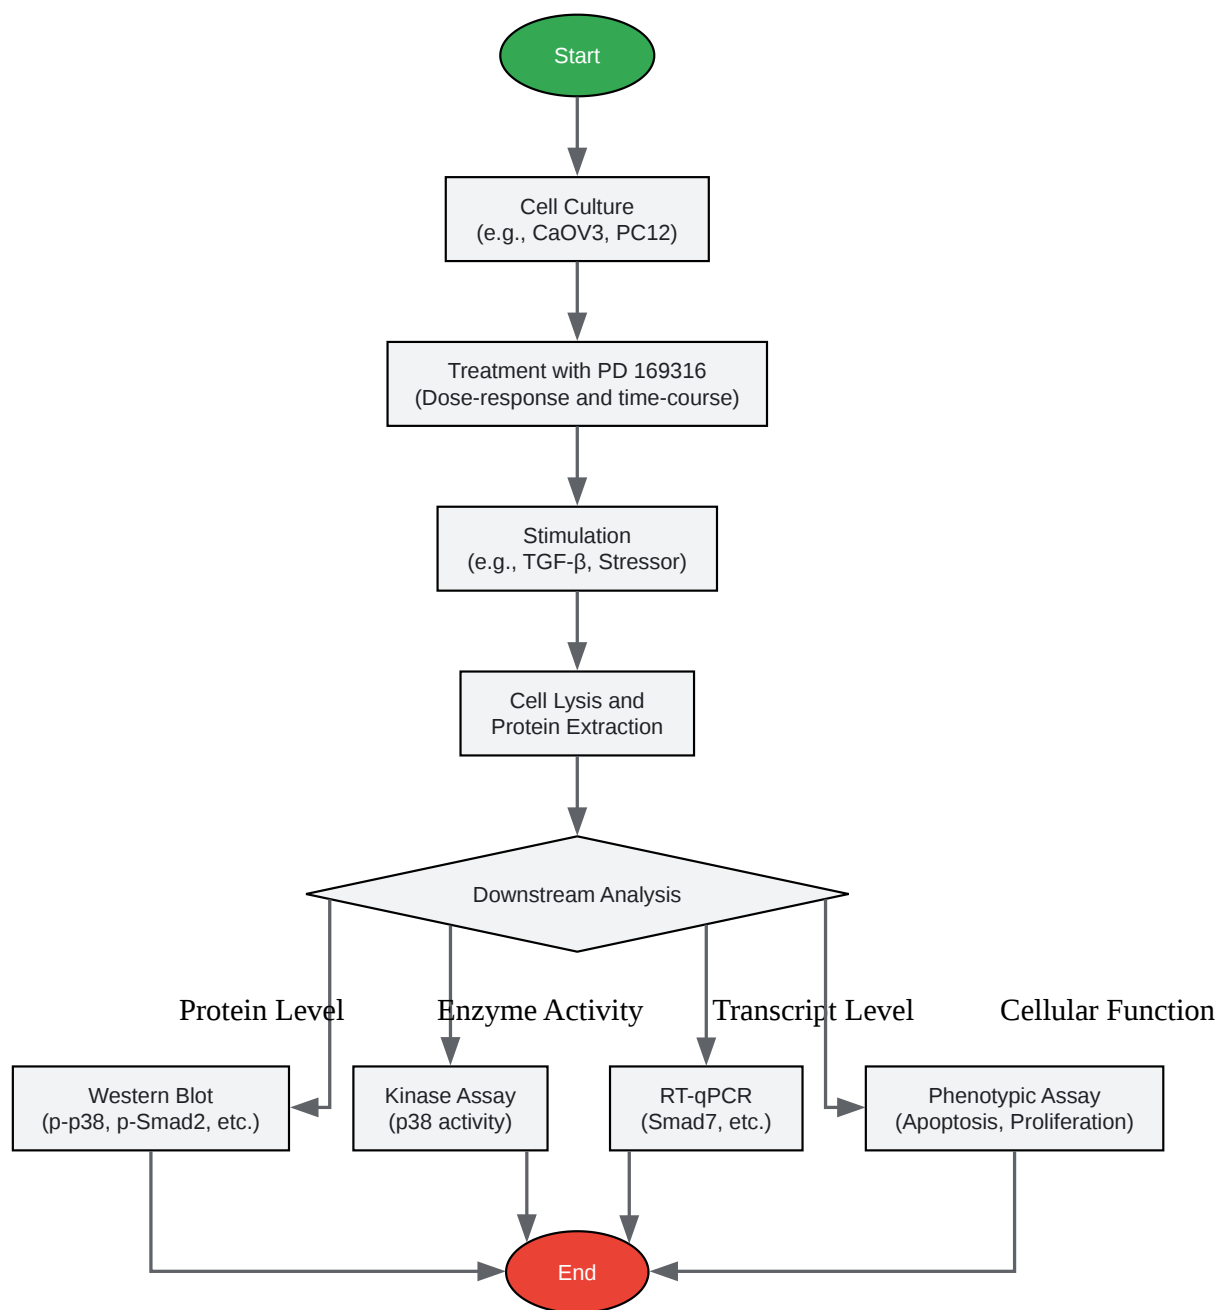 Start
Cell Culture
(e.g., CaOV3, PC12)
Treatment with PD 169316
(Dose-response and time-course)
Stimulation
(e.g., TGF-β, Stressor)
Cell Lysis and
Protein Extraction
Downstream Analysis
Protein Level
Enzyme Activity
Transcript Level
Cellular Function
Western Blot
(p-p38, p-Smad2, etc.)
Kinase Assay
(p38 activity)
RT-qPCR
(Smad7, etc.)
Phenotypic Assay
(Apoptosis, Proliferation)
End